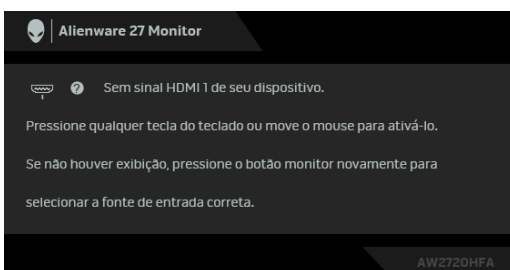 Alienware 27 Monitor
Sem sinal HDMI 1 de seu dispositivo.
Pressione qualquer tecla do teclado ou move o mouse para ativá-lo.
Se não houver exibição, pressione o botão monitor novamente para
selecionar a fonte de entrada correta.
AW2720HFA